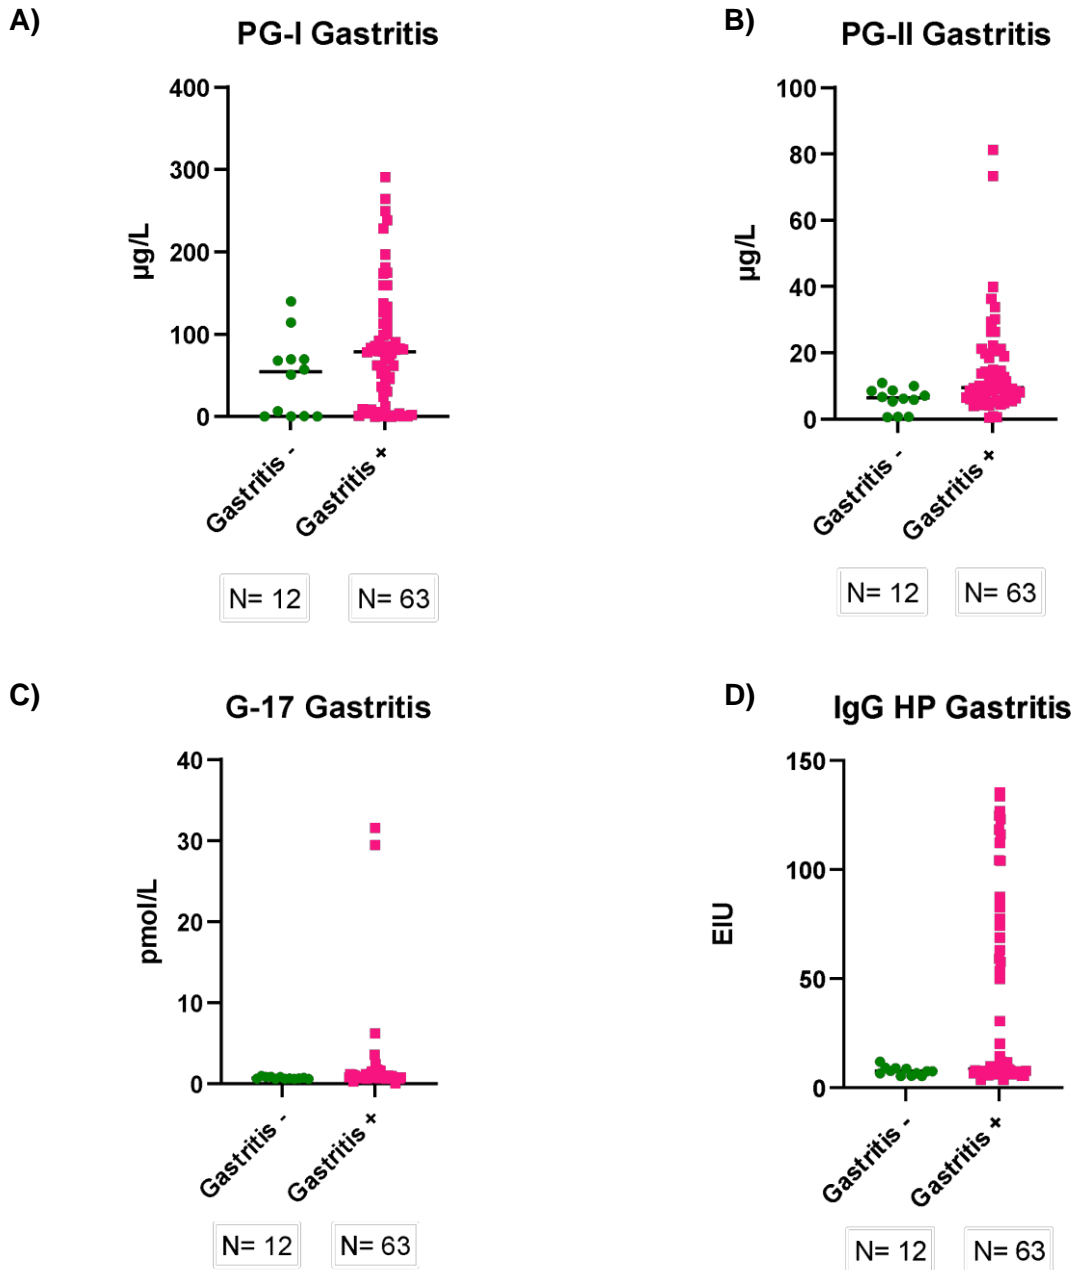 A)
PG-I Gastritis
400
300
200
100
0
µg/L
Gastritis -
Gastritis +
N= 12
N= 63
B)
PG-II Gastritis
100
80
60
40
20
0
µg/L
Gastritis -
Gastritis +
N= 12
N= 63
C)
G-17 Gastritis
40
30
20
10
0
pmol/L
Gastritis -
Gastritis +
N= 12
N= 63
D)
IgG HP Gastritis
150
100
50
0
EIU
Gastritis -
Gastritis +
N= 12
N= 63